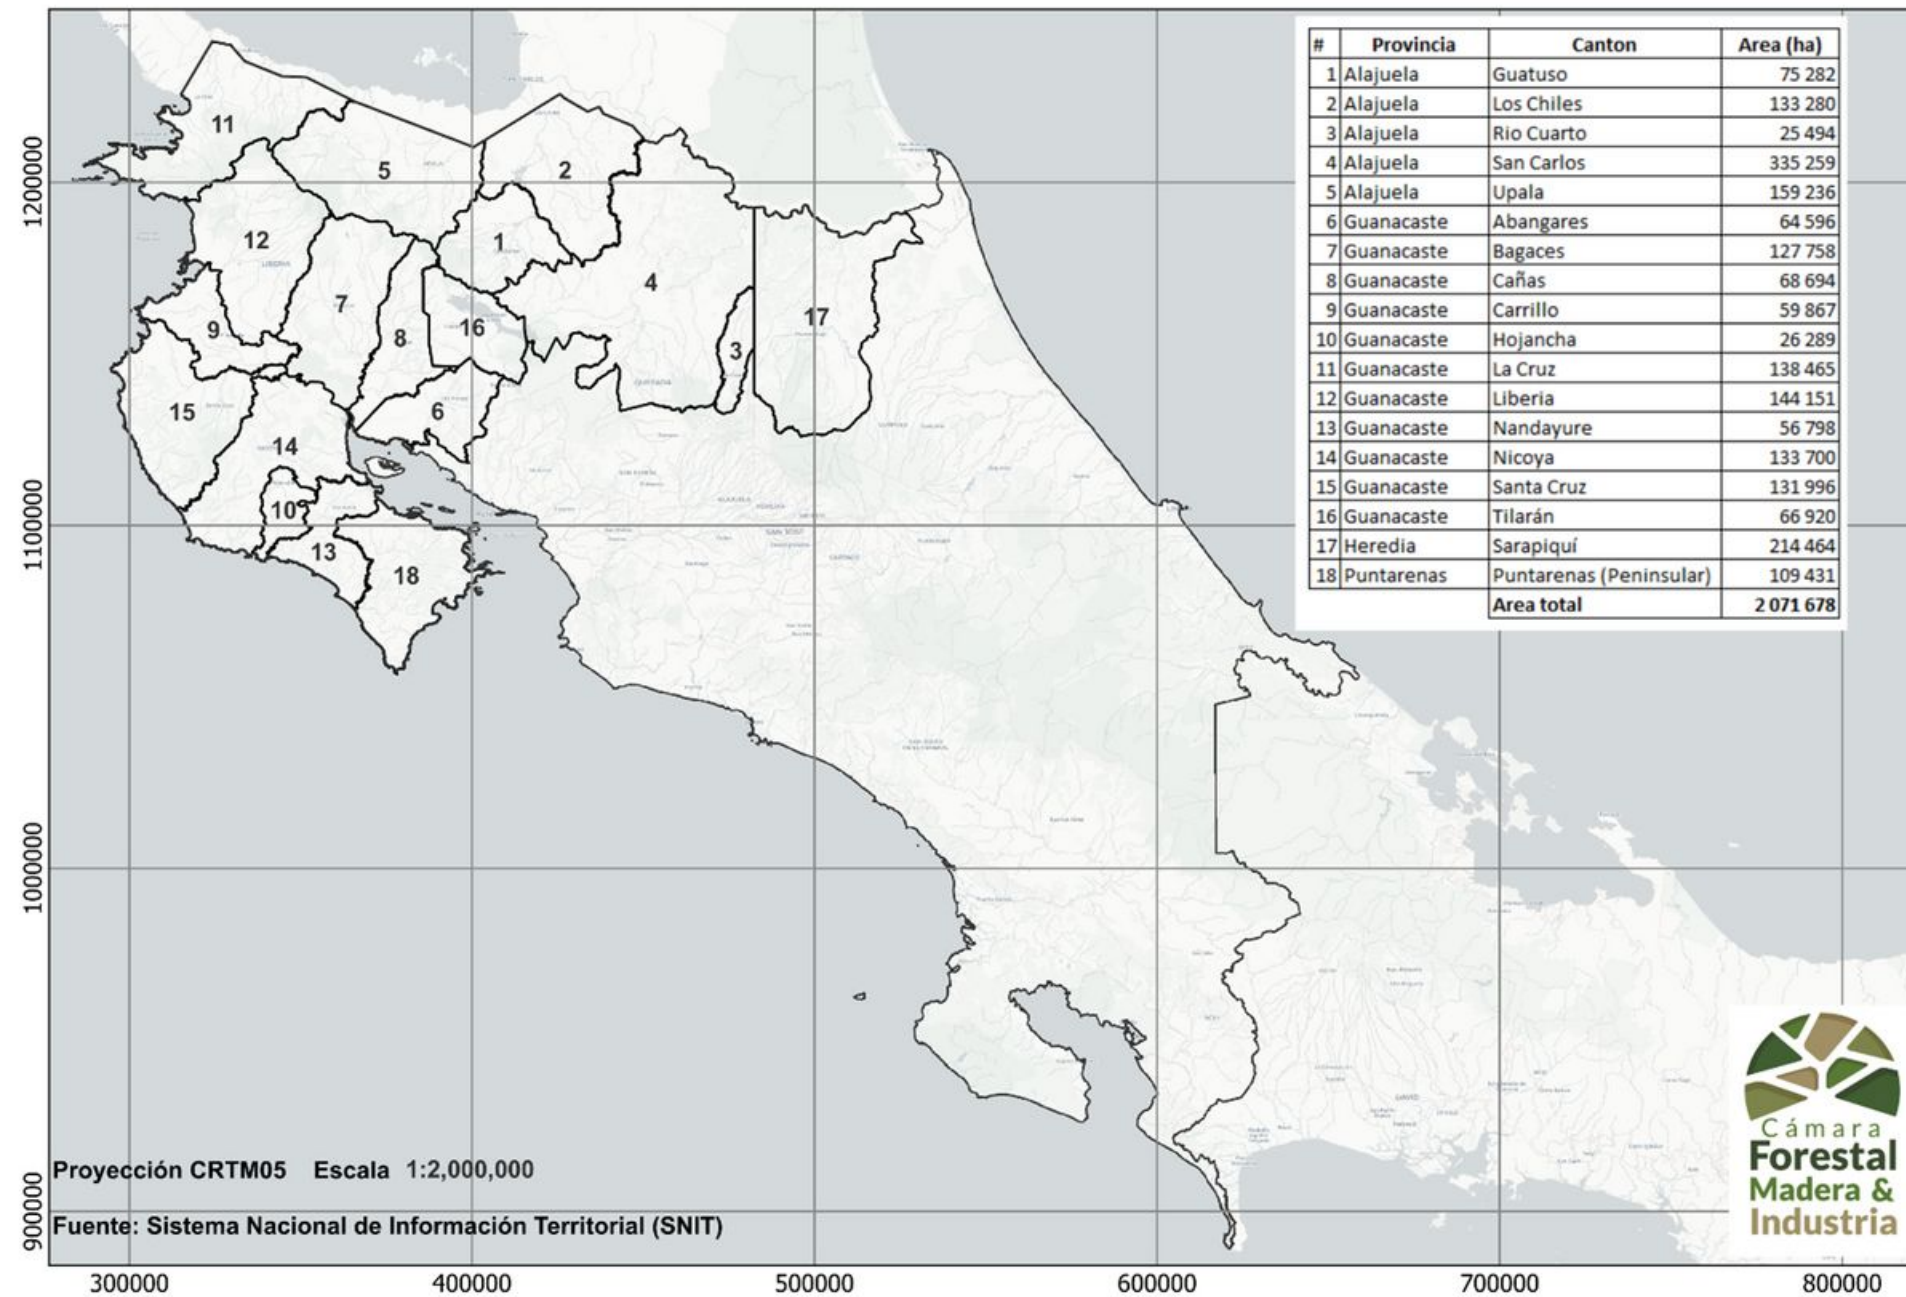 # Provincia Canton Area (ha)
1 Alajuela Guatuso 75 282
2 Alajuela Los Chiles 133 280
3 Alajuela Rio Cuarto 25 494
4 Alajuela San Carlos 335 259
5 Alajuela Upala 159 236
6 Guanacaste Abangares 64 596
7 Guanacaste Bagaces 127 758
8 Guanacaste Cañas 68 694
9 Guanacaste Carrillo 59 867
10 Guanacaste Hojancha 26 289
11 Guanacaste La Cruz 138 465
12 Guanacaste Liberia 144 151
13 Guanacaste Nandayure 56 798
14 Guanacaste Nicoya 133 700
15 Guanacaste Santa Cruz 131 996
16 Guanacaste Tilarán 66 920
17 Heredia Sarapiquí 214 464
18 Puntarenas Puntarenas (Peninsular) 109 431
Area total 2 071 678
11
5
2
12
1
4
7
16
17
9
8
3
15
6
14
10
13
18
LIBERIA
QUESADA
ALAJUELA
SAN JOSÉ
CARTAGO
DAVID
1200000
1100000
1000000
900000
300000
400000
500000
600000
700000
800000
Proyección CRTM05 Escala 1:2,000,000
Fuente: Sistema Nacional de Información Territorial (SNIT)
Cámara
Forestal
Madera &
Industria